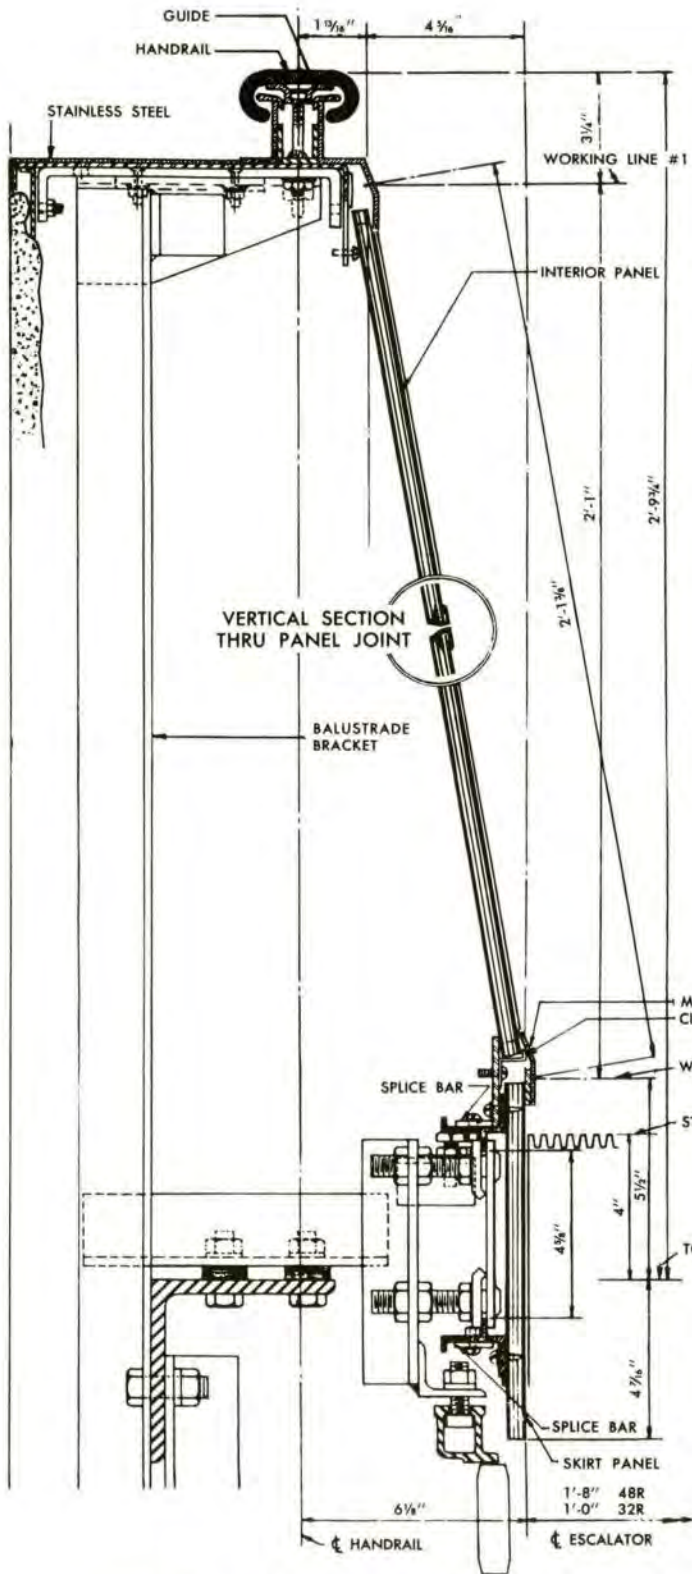 GUIDE
1 13/16"
4 5/16"
HANDRAIL
STAINLESS STEEL
3 1/4"
WORKING LINE #1
INTERIOR PANEL
2'-1"
2'-9 3/4"
2'-1 3/8"
VERTICAL SECTION
THRU PANEL JOINT
BALUSTRADE
BRACKET
SPLICE BAR
4"
5 1/2"
4 5/8"
4 7/16"
SPLICE BAR
SKIRT PANEL
6 1/8"
1'-8" 48R
1'-0" 32R
℄ HANDRAIL
℄ ESCALATOR